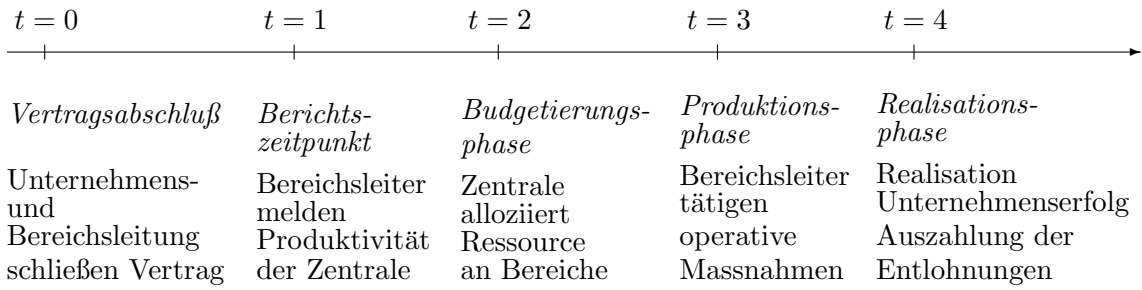 t = 0
t = 1
t = 2
t = 3
t = 4
Vertragsabschluß
Berichts-
zeitpunkt
Budgetierungs-
phase
Produktions-
phase
Realisations-
phase
Unternehmens-
und
Bereichsleitung
schließen Vertrag
Bereichsleiter
melden
Produktivität
der Zentrale
Zentrale
alloziiert
Ressource
an Bereiche
Bereichsleiter
tätigen
operative
Massnahmen
Realisation
Unternehmenserfolg
Auszahlung der
Entlohnungen